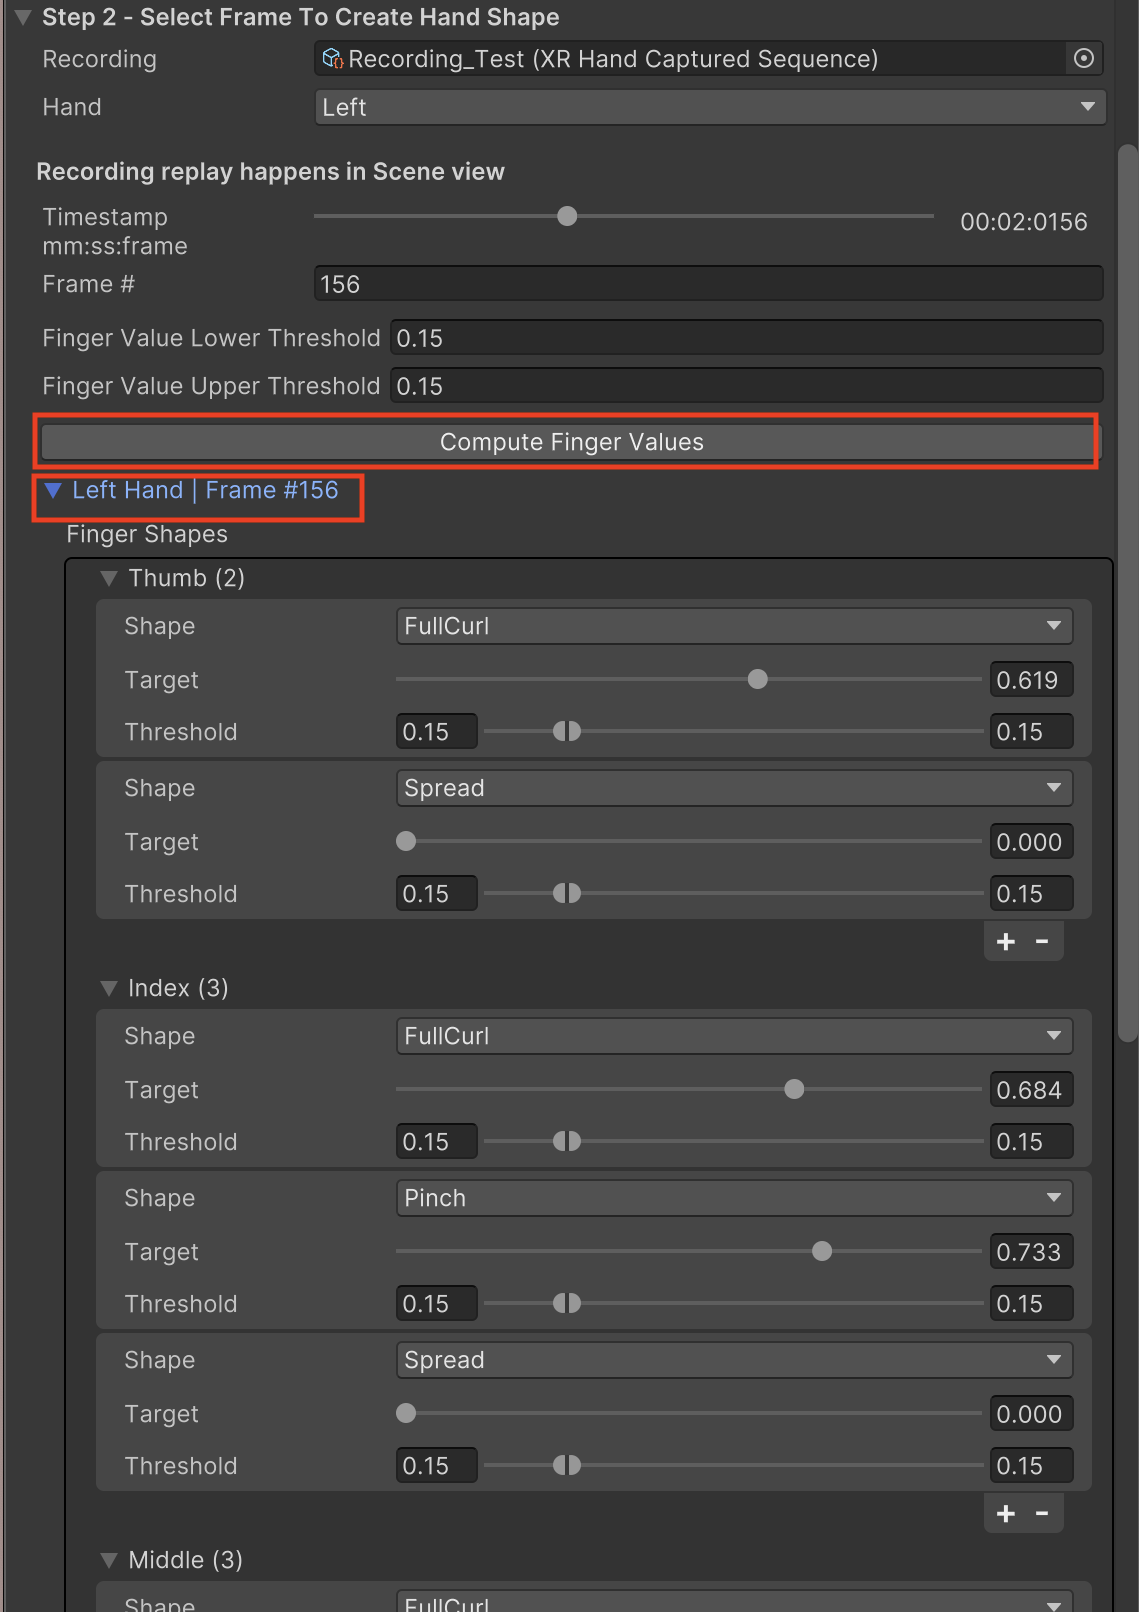 Step 2 - Select Frame To Create Hand Shape
Recording Recording_Test (XR Hand Captured Sequence)
Hand Left
Recording replay happens in Scene view
Timestamp
mm:ss:frame 00:02:0156
Frame # 156
Finger Value Lower Threshold 0.15
Finger Value Upper Threshold 0.15
Compute Finger Values
Left Hand | Frame #156
Finger Shapes
Thumb (2)
Shape FullCurl
Target 0.619
Threshold 0.15 0.15
Shape Spread
Target 0.000
Threshold 0.15 0.15
+ -
Index (3)
Shape FullCurl
Target 0.684
Threshold 0.15 0.15
Shape Pinch
Target 0.733
Threshold 0.15 0.15
Shape Spread
Target 0.000
Threshold 0.15 0.15
+ -
Middle (3)
Shape FullCurl